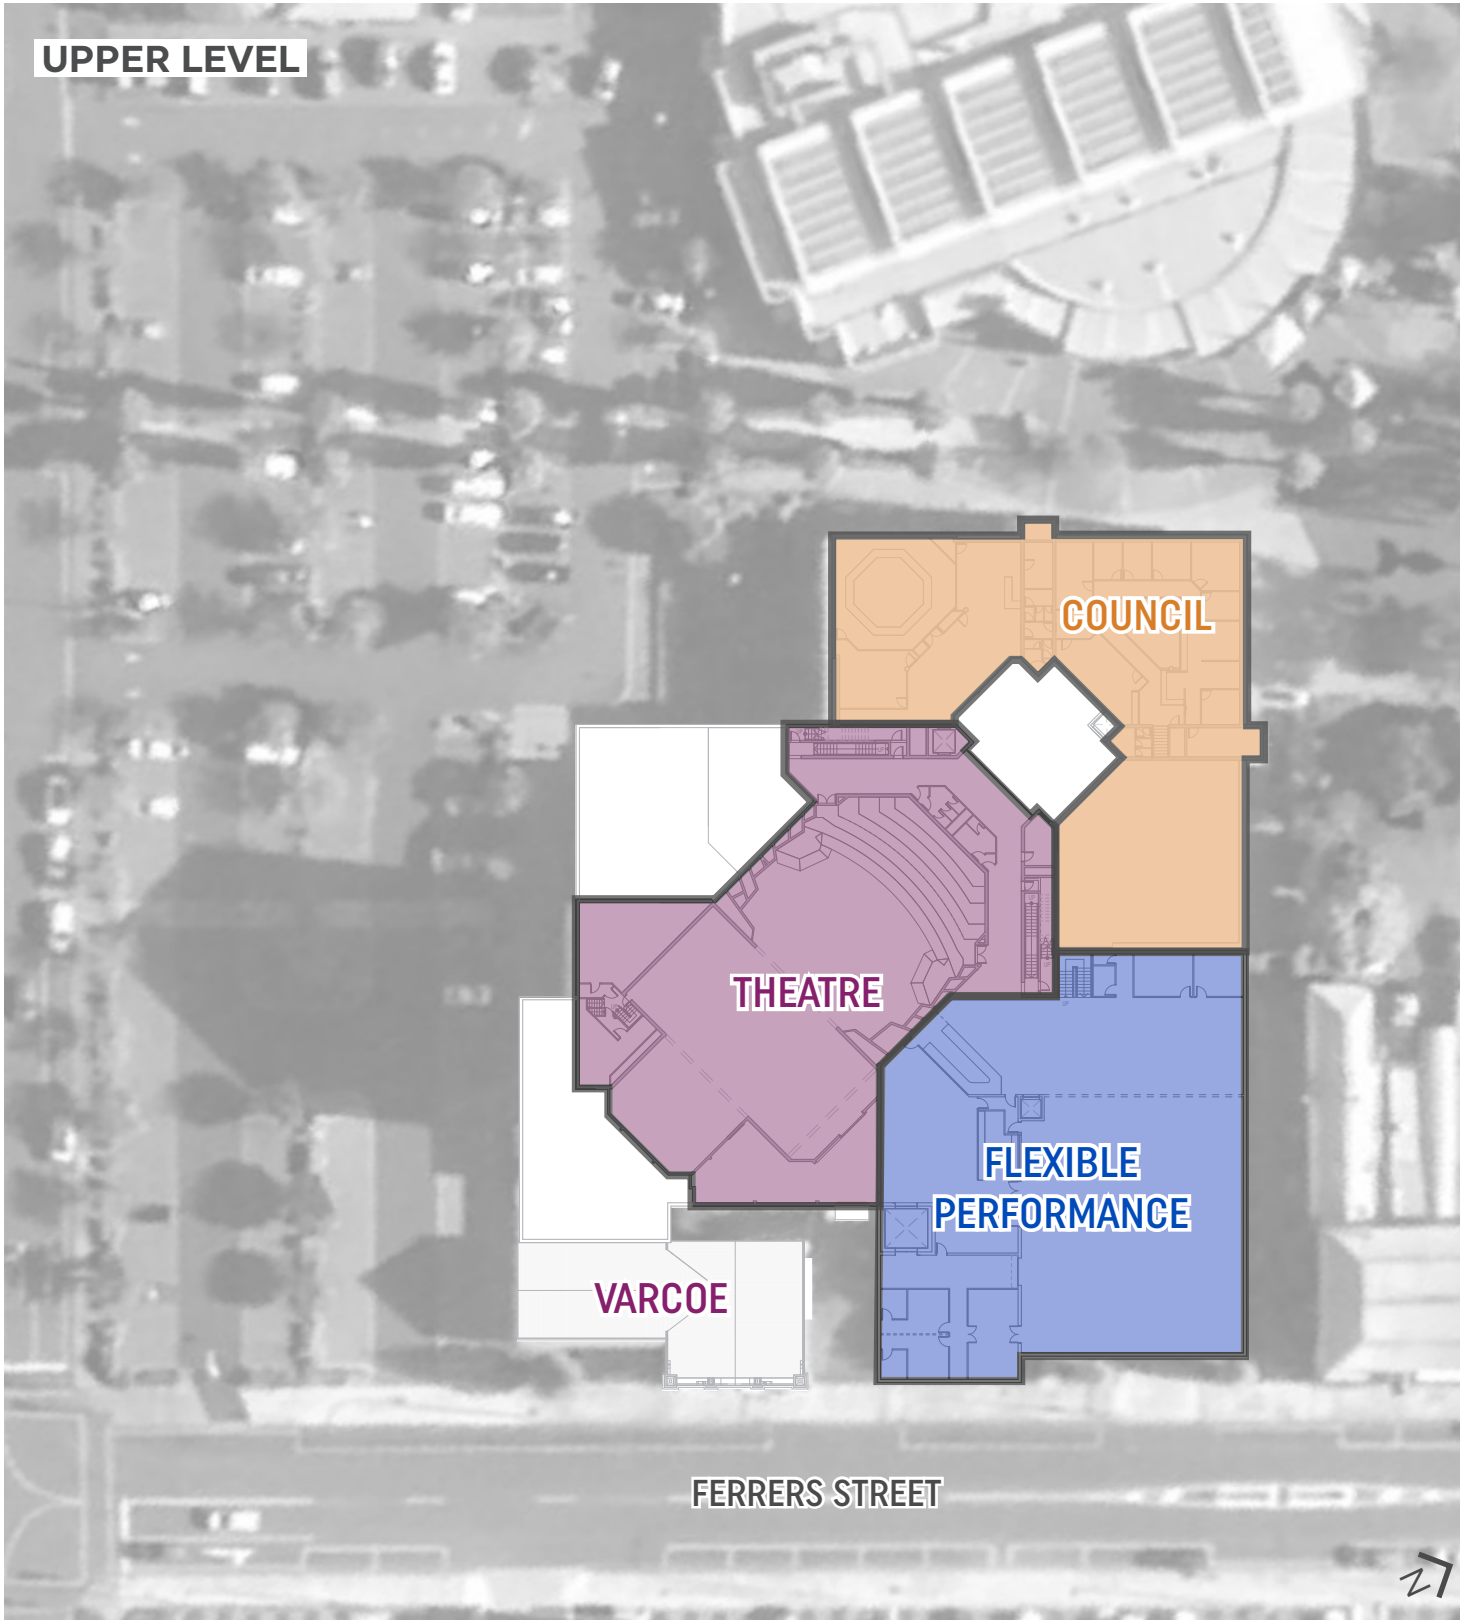 UPPER LEVEL
COUNCIL
THEATRE
FLEXIBLE
PERFORMANCE
VARCOE
FERRERS STREET
N